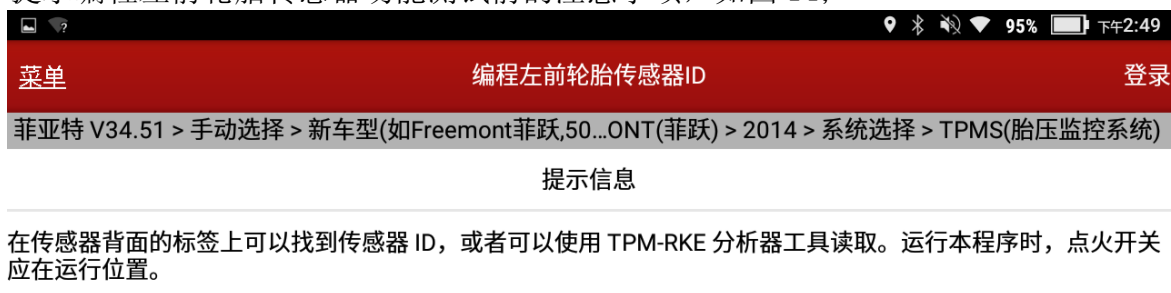 下午2:49
95%
菜单
编程左前轮胎传感器ID
登录
菲亚特 V34.51 > 手动选择 > 新车型(如Freemont菲跃,50...ONT(菲跃) > 2014 > 系统选择 > TPMS(胎压监控系统)
提示信息
在传感器背面的标签上可以找到传感器 ID，或者可以使用 TPM-RKE 分析器工具读取。运行本程序时，点火开关
应在运行位置。